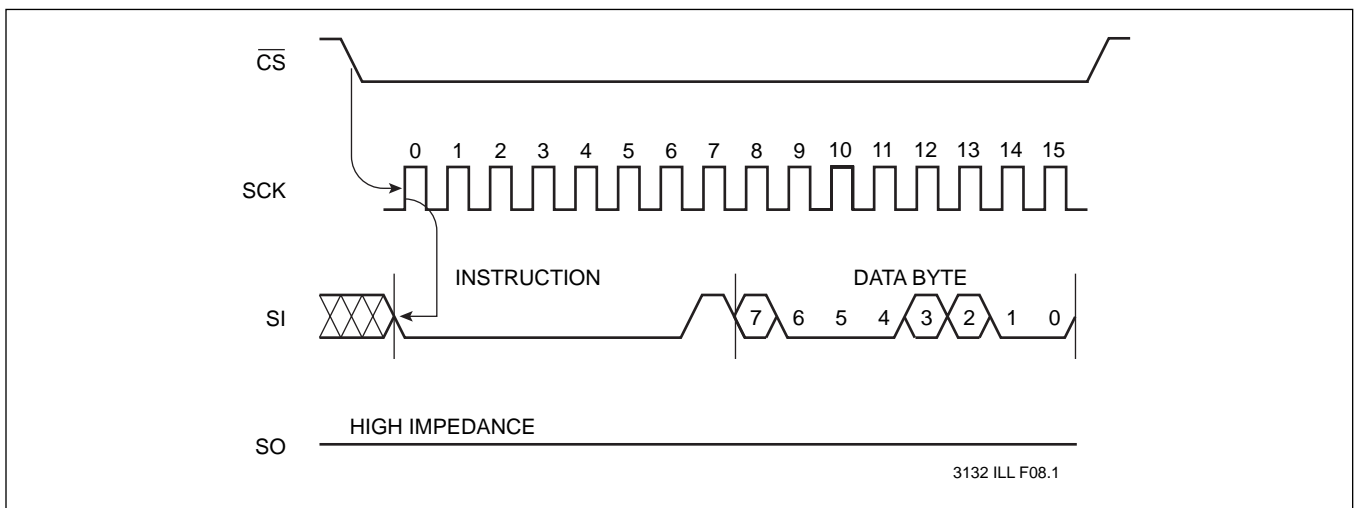 CS
0 1 2 3 4 5 6 7 8 9 10 11 12 13 14 15
SCK
INSTRUCTION DATA BYTE
SI 7 6 5 4 3 2 1 0
HIGH IMPEDANCE
SO
3132 ILL F08.1